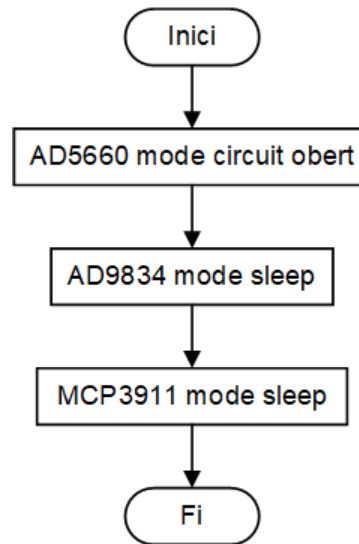 Inici
AD5660 mode circuit obert
AD9834 mode sleep
MCP3911 mode sleep
Fi